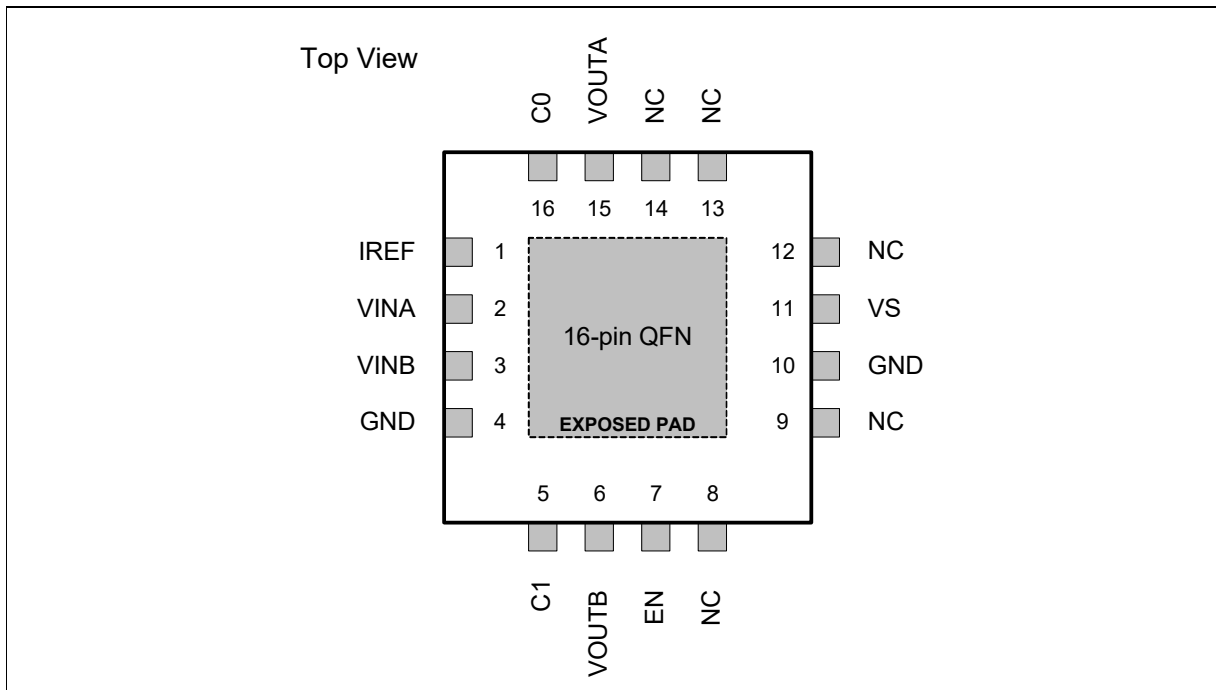 Top View
C0
VOUTA
NC
NC
16
15
14
13
IREF
1
12
NC
VINA
2
11
VS
16-pin QFN
VINB
3
10
GND
GND
4
EXPOSED PAD
9
NC
5
6
7
8
C1
VOUTB
EN
NC